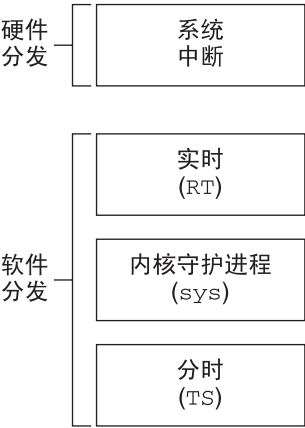 硬件
分发
系统
中断
实时
(RT)
软件
分发
内核守护进程
(sys)
分时
(TS)